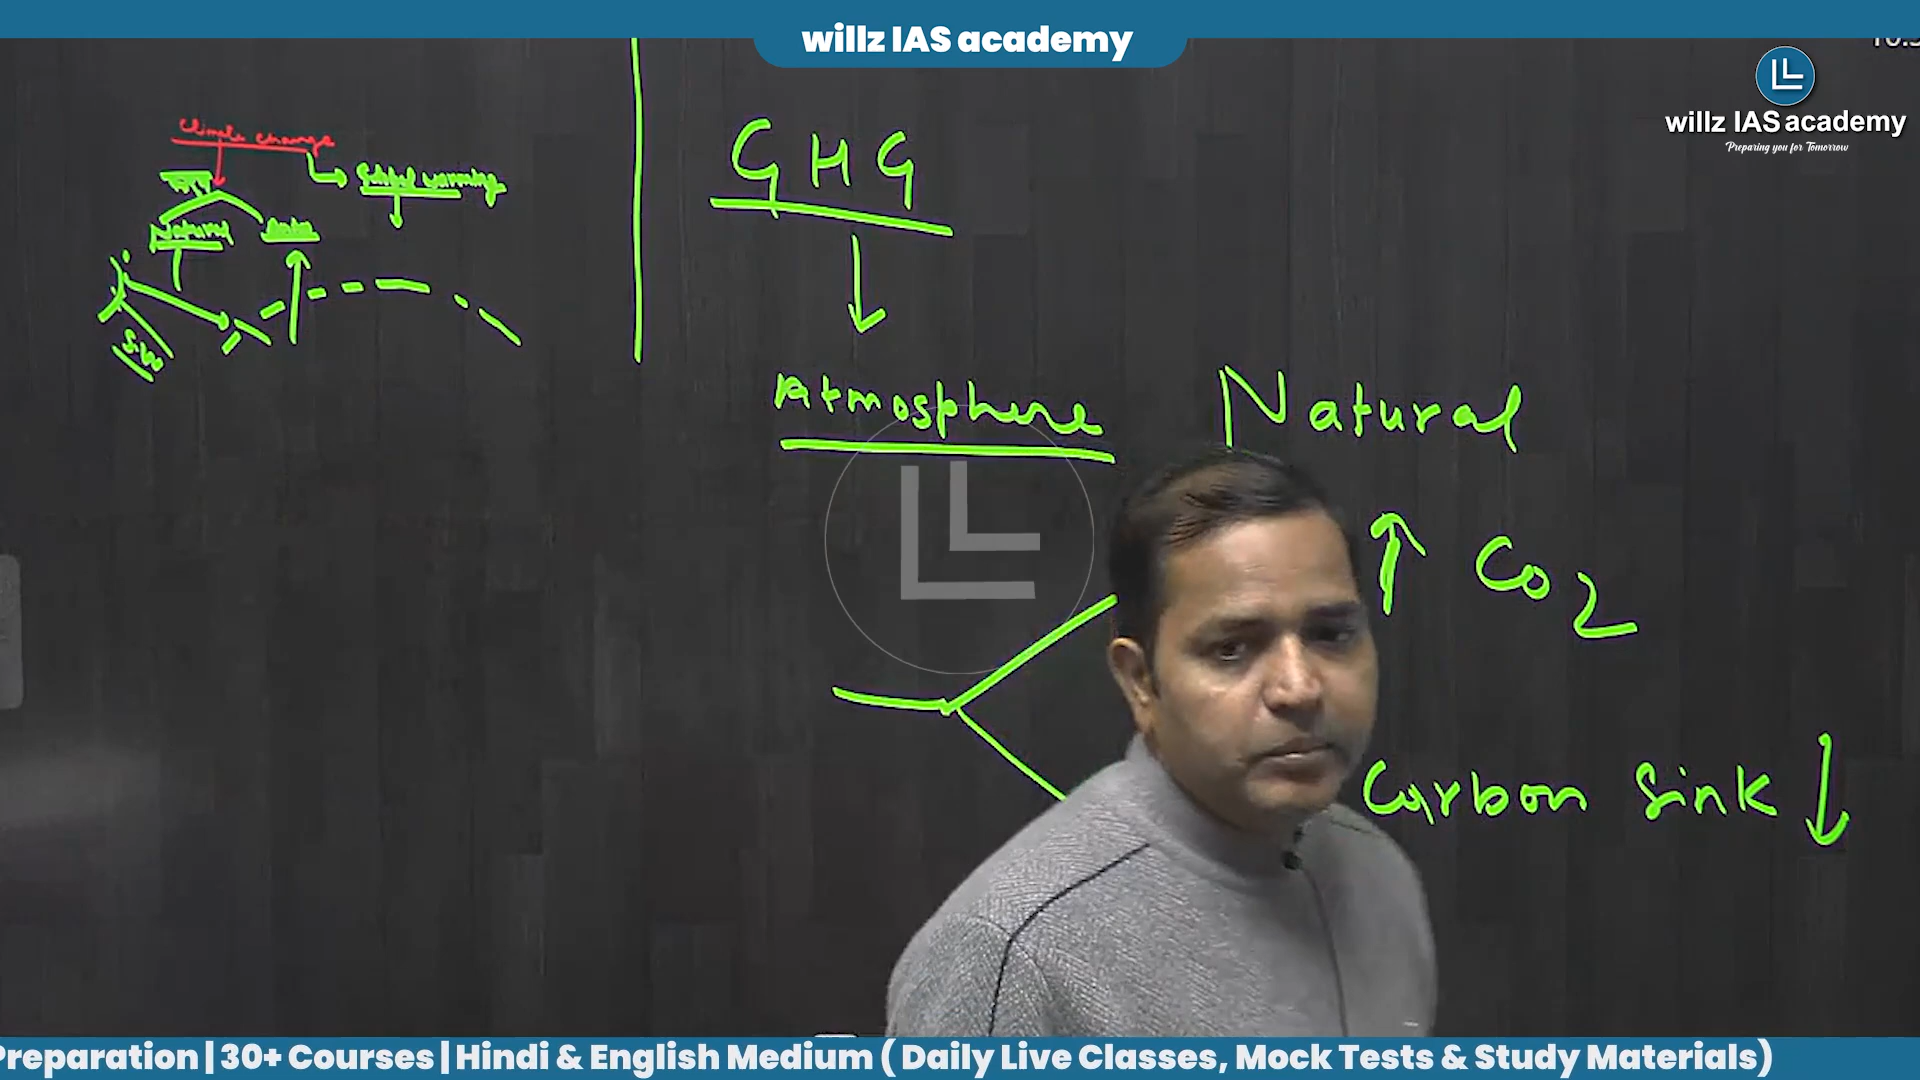 willz IAS academy
willz IAS academy
Preparing you for Tomorrow
Climate change
Global warming
Natural
GHG
Atmosphere
Natural
↑ Co2
Carbon Sink ↓
Preparation | 30+ Courses | Hindi & English Medium ( Daily Live Classes, Mock Tests & Study Materials)